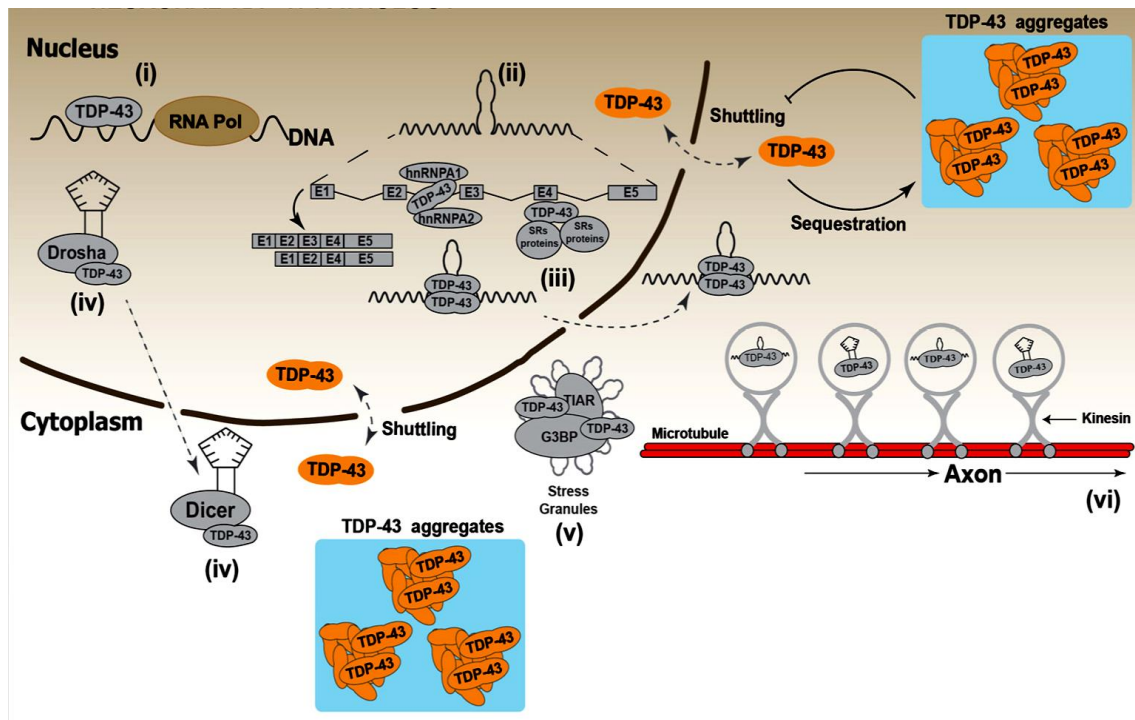 TDP-43 aggregates
Nucleus
(i)
(ii)
TDP-43
RNA Pol
DNA
TDP-43
Shuttling
TDP-43
TDP-43
TDP-43
TDP-43
TDP-43
TDP-43
TDP-43
Sequestration
hnRNPA1
E1
E2
TDP-43
E3
E4
E5
hnRNPA2
TDP-43
SRs
proteins
SRs
proteins
E1 E2 E3 E4 E5
E1 E2 E4 E5
(iii)
Drosha
TDP-43
(iv)
TDP-43
TDP-43
TDP-43
TDP-43
Cytoplasm
TDP-43
Shuttling
TDP-43
TIAR
TDP-43
G3BP
TDP-43
Stress
Granules
(v)
TDP-43
TDP-43
TDP-43
TDP-43
Kinesin
Microtubule
Axon
(vi)
Dicer
TDP-43
(iv)
TDP-43 aggregates
TDP-43
TDP-43
TDP-43
TDP-43
TDP-43
TDP-43